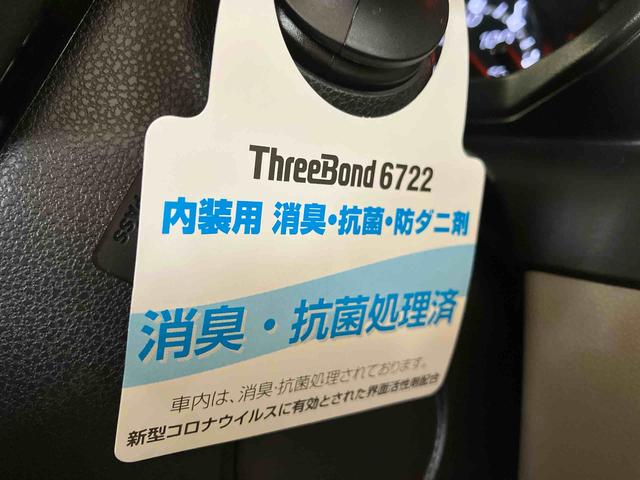 ThreeBond 6722
内装用 消臭・抗菌・防ダニ剤
消臭・抗菌処理済
車内は、消臭・抗菌処理されております。
新型コロナウイルスに有効とされた界面活性剤配合
PASS